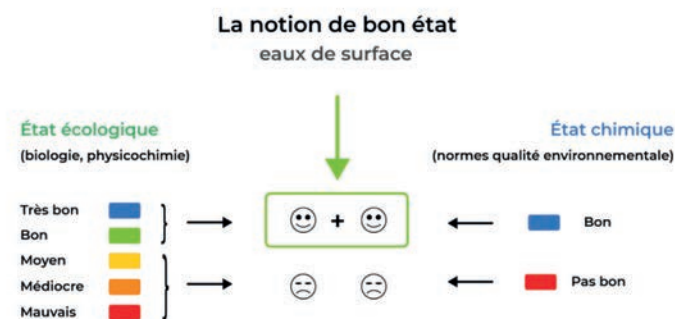 La notion de bon état
eaux de surface
État écologique
(biologie, physicochimie)
Très bon
Bon
Moyen
Médiocre
Mauvais
+
État chimique
(normes qualité environnementale)
Bon
Pas bon